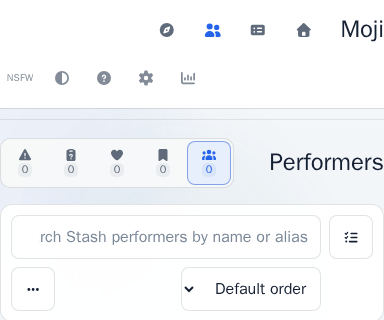 Moji
NSFW
Performers
0 0 0 0 0
rch Stash performers by name or alias
Default order